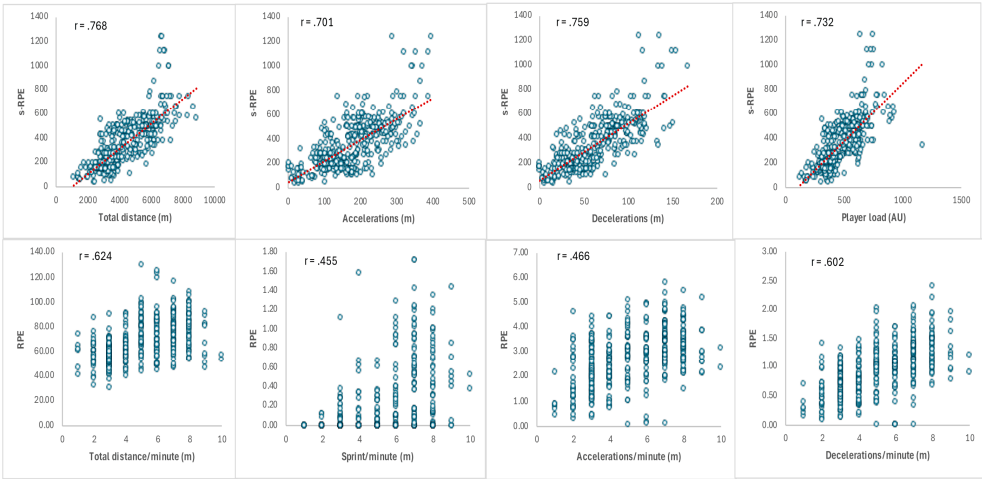 r = .768
1400
1200
1000
800
600
400
200
0
s-RPE
0 2000 4000 6000 8000 10000
Total distance (m)
r = .701
1400
1200
1000
800
600
400
200
0
s-RPE
0 100 200 300 400 500
Accelerations (m)
r = .759
1400
1200
1000
800
600
400
200
0
s-RPE
0 50 100 150 200
Decelerations (m)
r = .732
1400
1200
1000
800
600
400
200
0
s-RPE
0 500 1000 1500
Player load (AU)
r = .624
140.00
120.00
100.00
80.00
60.00
40.00
20.00
0.00
RPE
0 2 4 6 8 10
Total distance/minute (m)
r = .455
1.80
1.60
1.40
1.20
1.00
0.80
0.60
0.40
0.20
0.00
RPE
0 2 4 6 8 10
Sprint/minute (m)
r = .466
7.00
6.00
5.00
4.00
3.00
2.00
1.00
0.00
RPE
0 2 4 6 8 10
Accelerations/minute (m)
r = .602
3.00
2.50
2.00
1.50
1.00
0.50
0.00
RPE
0 2 4 6 8 10
Decelerations/minute (m)